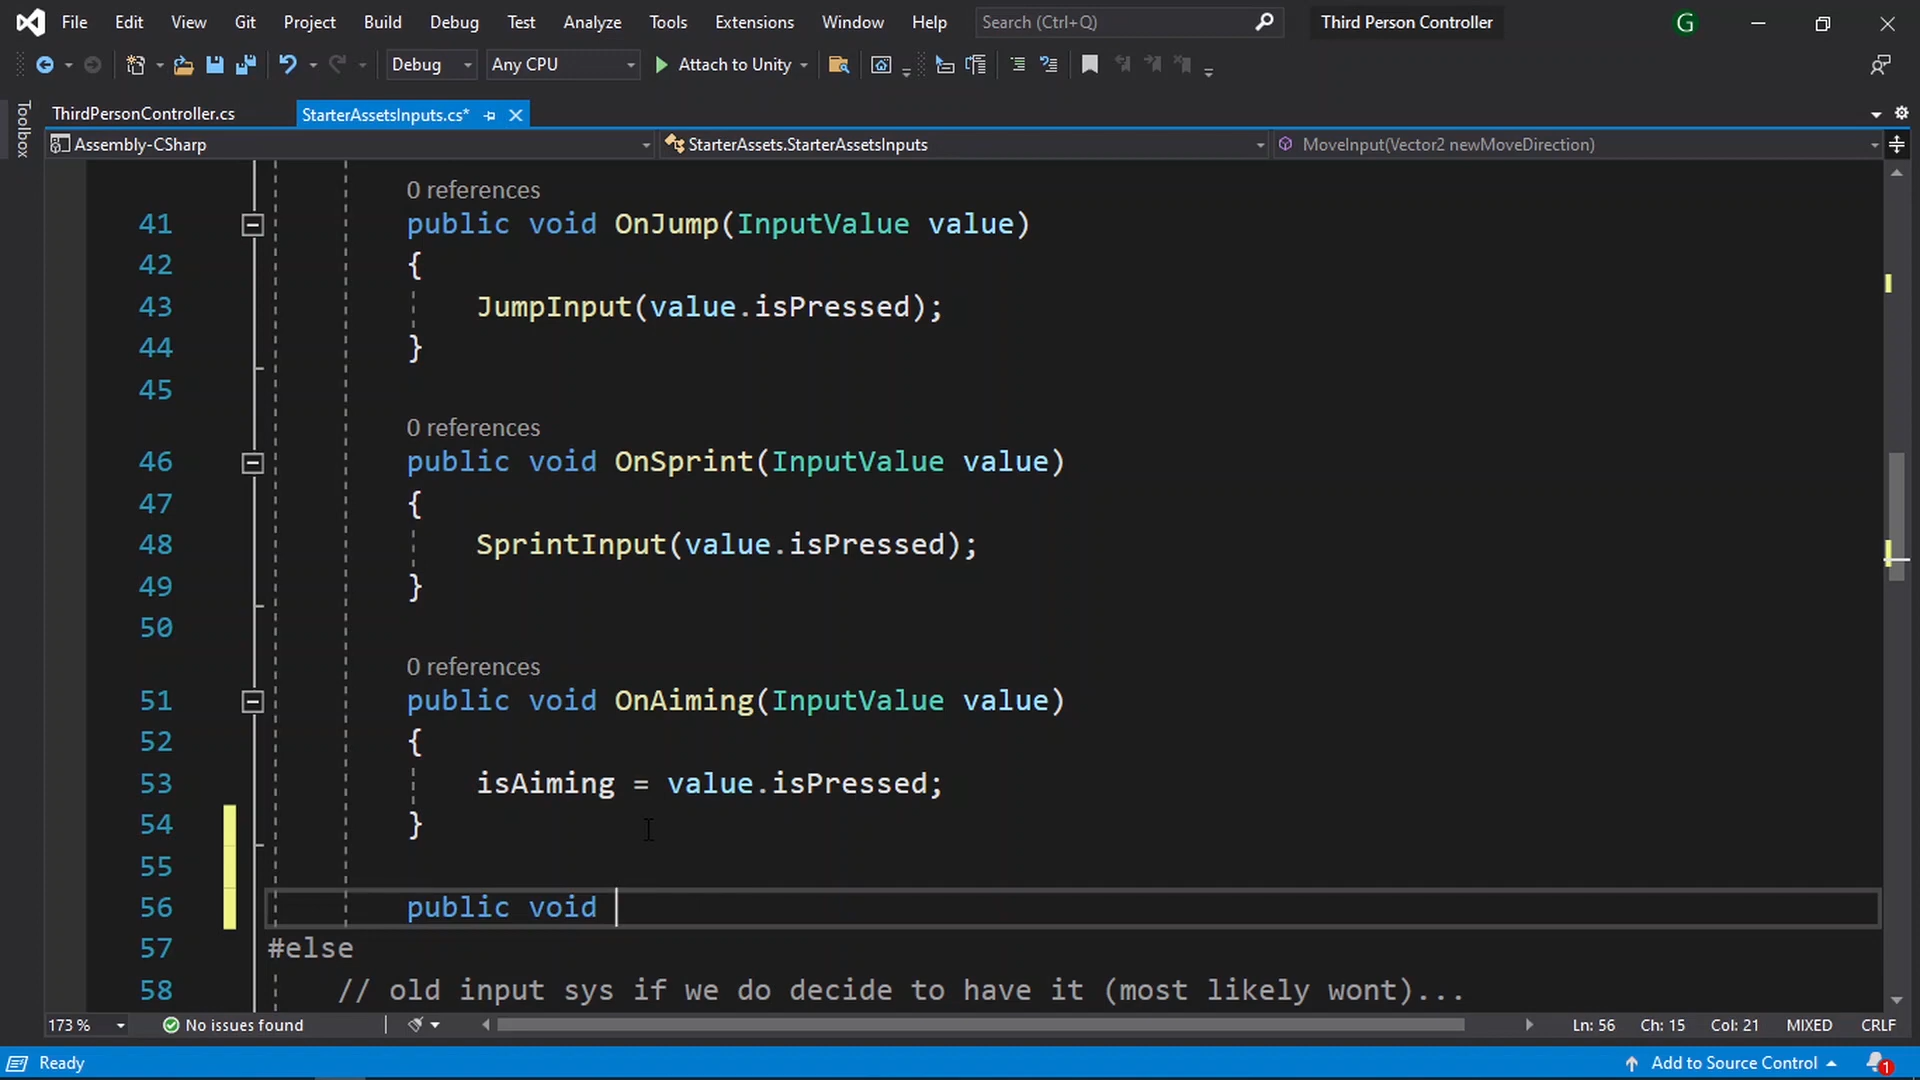 File Edit View Git Project Build Debug Test Analyze Tools Extensions Window Help Search (Ctrl+Q) Third Person Controller G
Debug Any CPU Attach to Unity
Toolbox
ThirdPersonController.cs StarterAssetsInputs.cs*
Assembly-CSharp StarterAssets.StarterAssetsInputs MoveInput(Vector2 newMoveDirection)
0 references
41 public void OnJump(InputValue value)
42 {
43 JumpInput(value.isPressed);
44 }
45
0 references
46 public void OnSprint(InputValue value)
47 {
48 SprintInput(value.isPressed);
49 }
50
0 references
51 public void OnAiming(InputValue value)
52 {
53 isAiming = value.isPressed;
54 }
55
56 public void
57 #else
58 // old input sys if we do decide to have it (most likely wont)...
173 % No issues found Ln: 56 Ch: 15 Col: 21 MIXED CRLF
Ready Add to Source Control 1